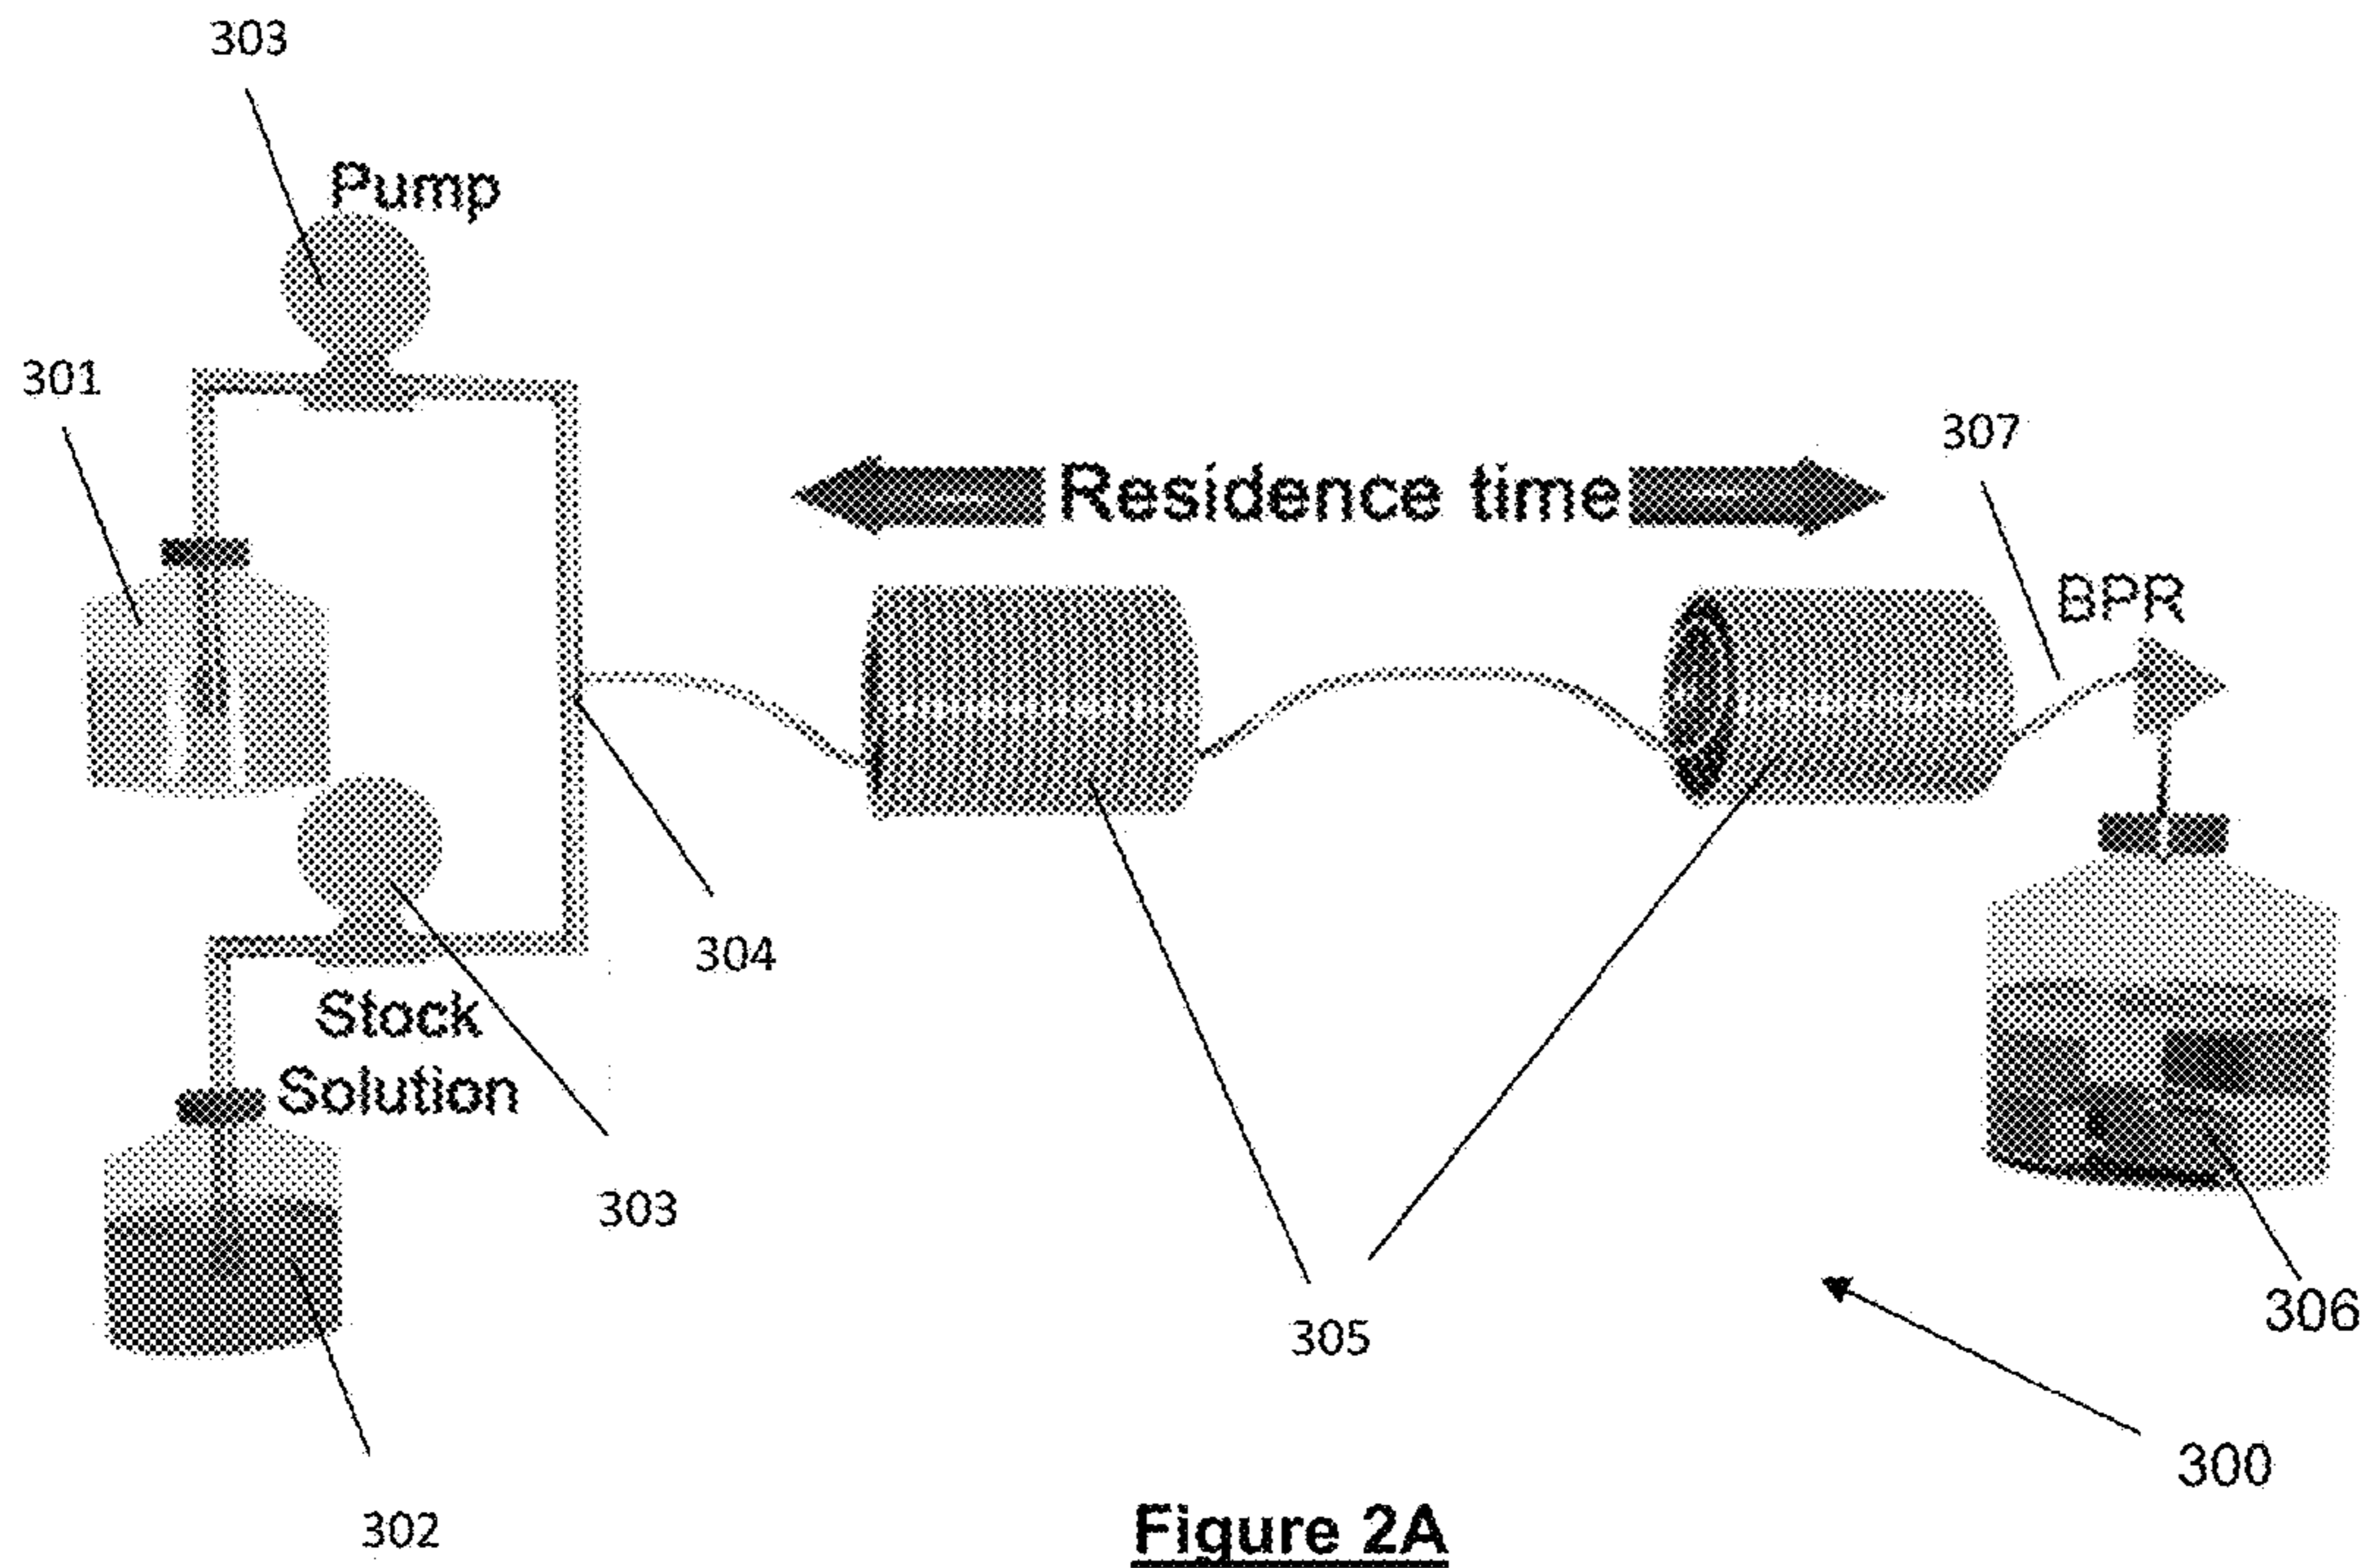 303
Pump
301
Residence time
307
BPR
304
Stock
Solution
303
305
306
300
302
Figure 2A